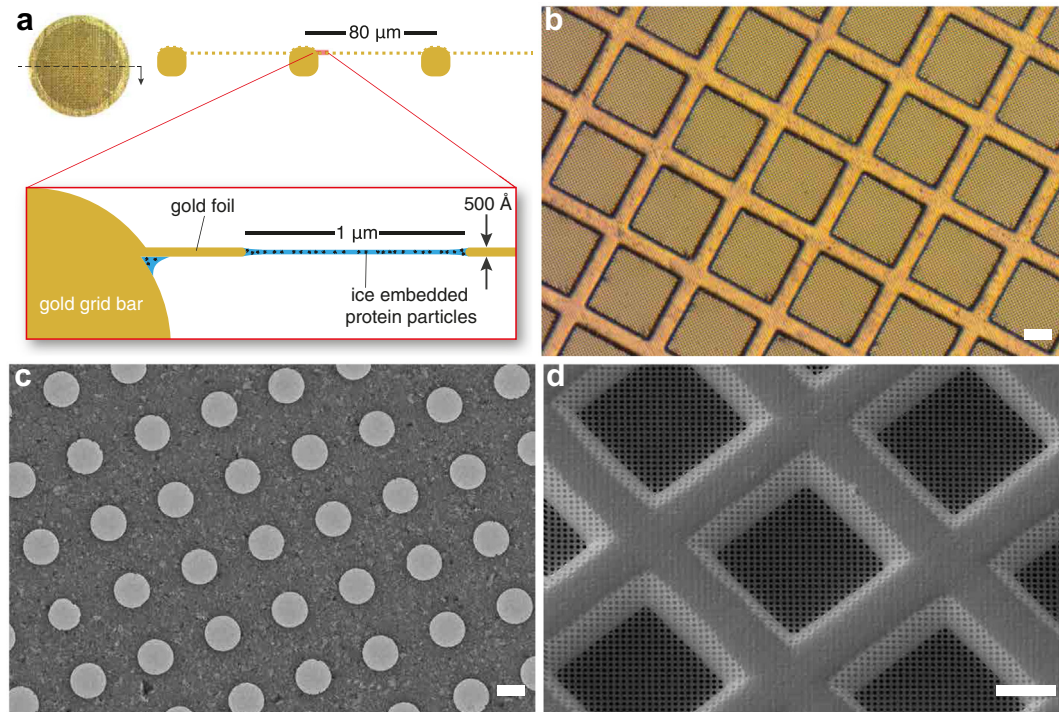 a
80 µm
gold foil
1 µm
500 Å
gold grid bar
ice embedded
protein particles
b
c
d